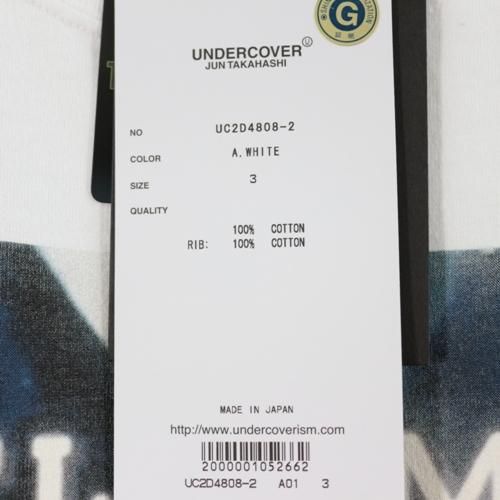 G
UNDERCOVER
JUN TAKAHASHI
NO UC2D4808-2
COLOR A.WHITE
SIZE 3
QUALITY
100% COTTON
RIB: 100% COTTON
MADE IN JAPAN
http://www.undercoverism.com
2000001052662
UC2D4808-2 A01 3